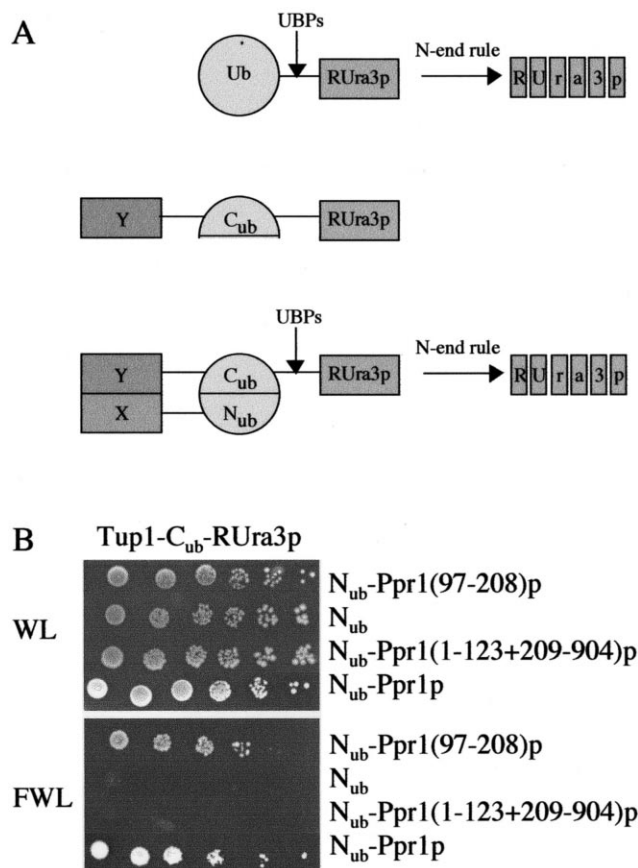 A
UBPs
Ub
RUra3p
N-end rule
R U r a 3 p
Y
Cub
RUra3p
UBPs
Y
Cub
RUra3p
N-end rule
R U r a 3 p
X
Nub
B
Tup1-Cub-RUra3p
WL
Nub-Ppr1(97-208)p
Nub
Nub-Ppr1(1-123+209-904)p
Nub-Ppr1p
FWL
Nub-Ppr1(97-208)p
Nub
Nub-Ppr1(1-123+209-904)p
Nub-Ppr1p